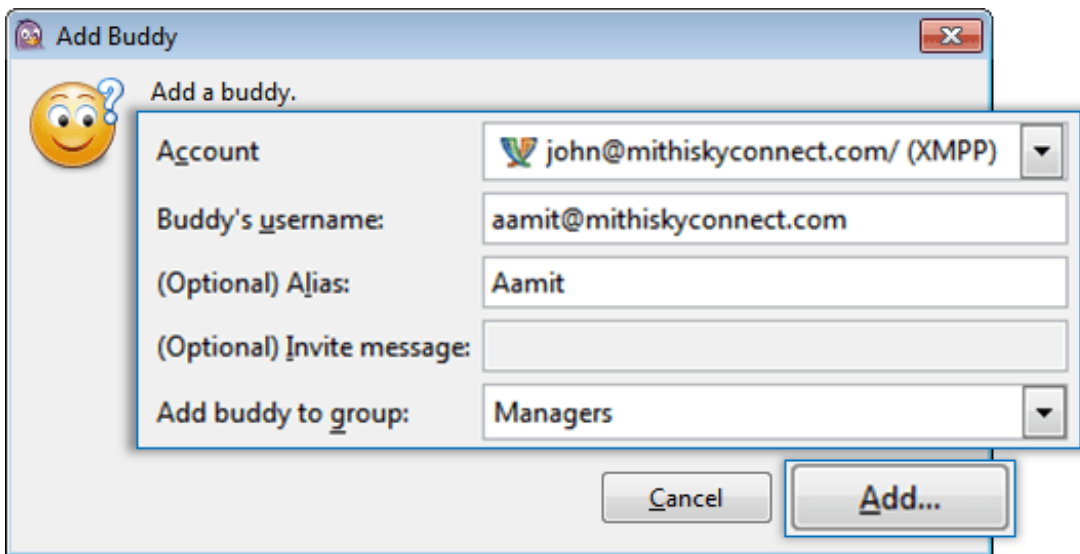 Add Buddy
Add a buddy.
Account john@mithiskyconnect.com/ (XMPP)
Buddy's username: aamit@mithiskyconnect.com
(Optional) Alias: Aamit
(Optional) Invite message:
Add buddy to group: Managers
Cancel Add...